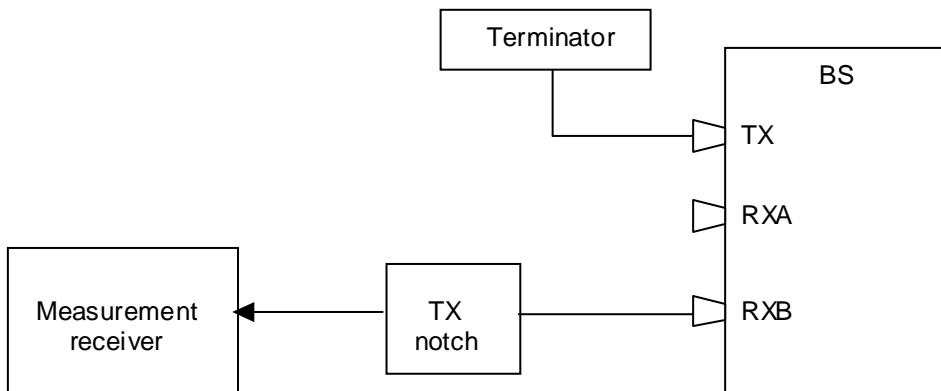 Terminator
BS
TX
RXA
RXB
Measurement
receiver
TX
notch